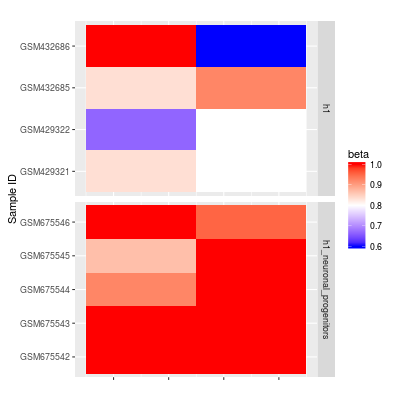 GSM432686
GSM432685
GSM429322
GSM429321
h1
GSM675546
GSM675545
GSM675544
GSM675543
GSM675542
h1_neuronal_progenitors
Sample ID
beta
1.0
0.9
0.8
0.7
0.6